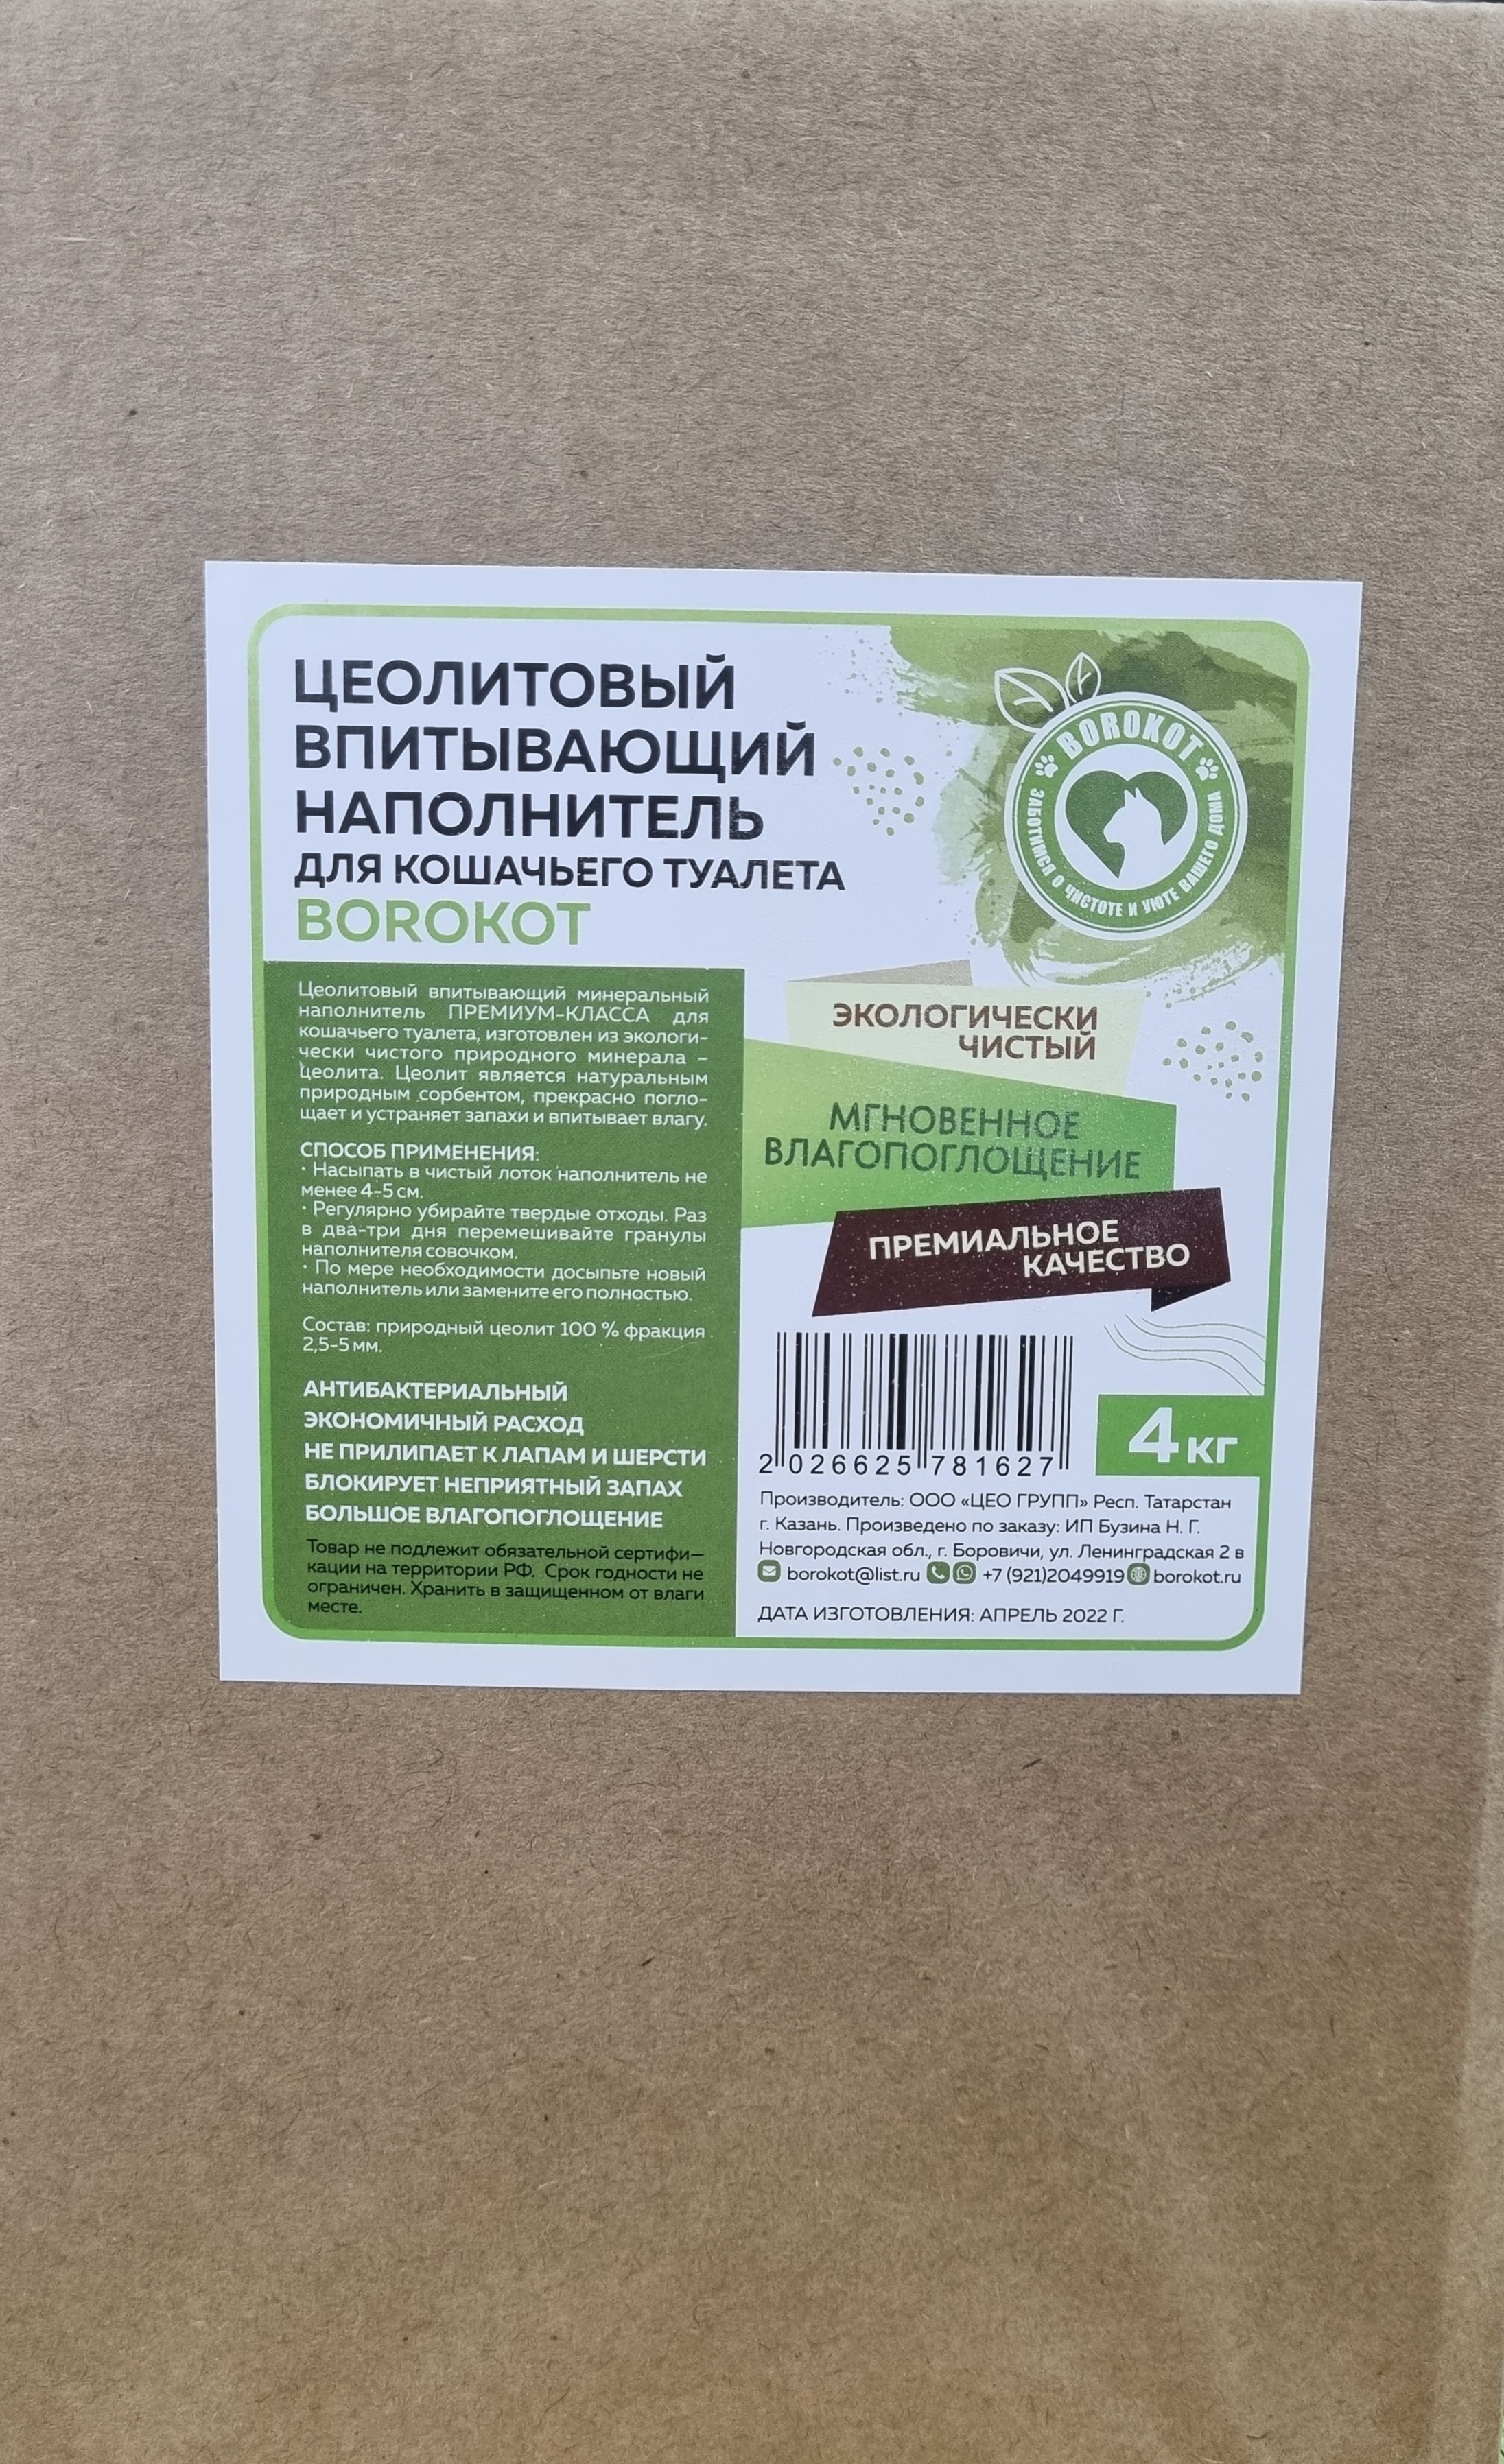 ЦЕОЛИТОВЫЙ
ВПИТЫВАЮЩИЙ
НАПОЛНИТЕЛЬ
ДЛЯ КОШАЧЬЕГО ТУАЛЕТА
BOROKOT
BOROKOT
ЗАБОТИМСЯ О ЧИСТОТЕ И УЮТЕ ВАШЕГО ДОМА
Цеолитовый впитывающий минеральный
наполнитель ПРЕМИУМ-КЛАССА для
кошачьего туалета, изготовлен из экологи-
чески чистого природного минерала –
цеолита. Цеолит является натуральным
природным сорбентом, прекрасно погло-
щает и устраняет запахи и впитывает влагу.
СПОСОБ ПРИМЕНЕНИЯ:
• Насыпать в чистый лоток наполнитель не
менее 4-5 см.
• Регулярно убирайте твердые отходы. Раз
в два-три дня перемешивайте гранулы
наполнителя совочком.
• По мере необходимости досыпьте новый
наполнитель или замените его полностью.
Состав: природный цеолит 100 % фракция
2,5-5 мм.
АНТИБАКТЕРИАЛЬНЫЙ
ЭКОНОМИЧНЫЙ РАСХОД
НЕ ПРИЛИПАЕТ К ЛАПАМ И ШЕРСТИ
БЛОКИРУЕТ НЕПРИЯТНЫЙ ЗАПАХ
БОЛЬШОЕ ВЛАГОПОГЛОЩЕНИЕ
Товар не подлежит обязательной сертифи-
кации на территории РФ. Срок годности не
ограничен. Хранить в защищенном от влаги
месте.
ЭКОЛОГИЧЕСКИ
ЧИСТЫЙ
МГНОВЕННОЕ
ВЛАГОПОГЛОЩЕНИЕ
ПРЕМИАЛЬНОЕ
КАЧЕСТВО
2 026625 781627
4 кг
Производитель: ООО «ЦЕО ГРУПП» Респ. Татарстан
г. Казань. Произведено по заказу: ИП Бузина Н. Г.
Новгородская обл., г. Боровичи, ул. Ленинградская 2 в
borokot@list.ru +7 (921)2049919 borokot.ru
ДАТА ИЗГОТОВЛЕНИЯ: АПРЕЛЬ 2022 Г.